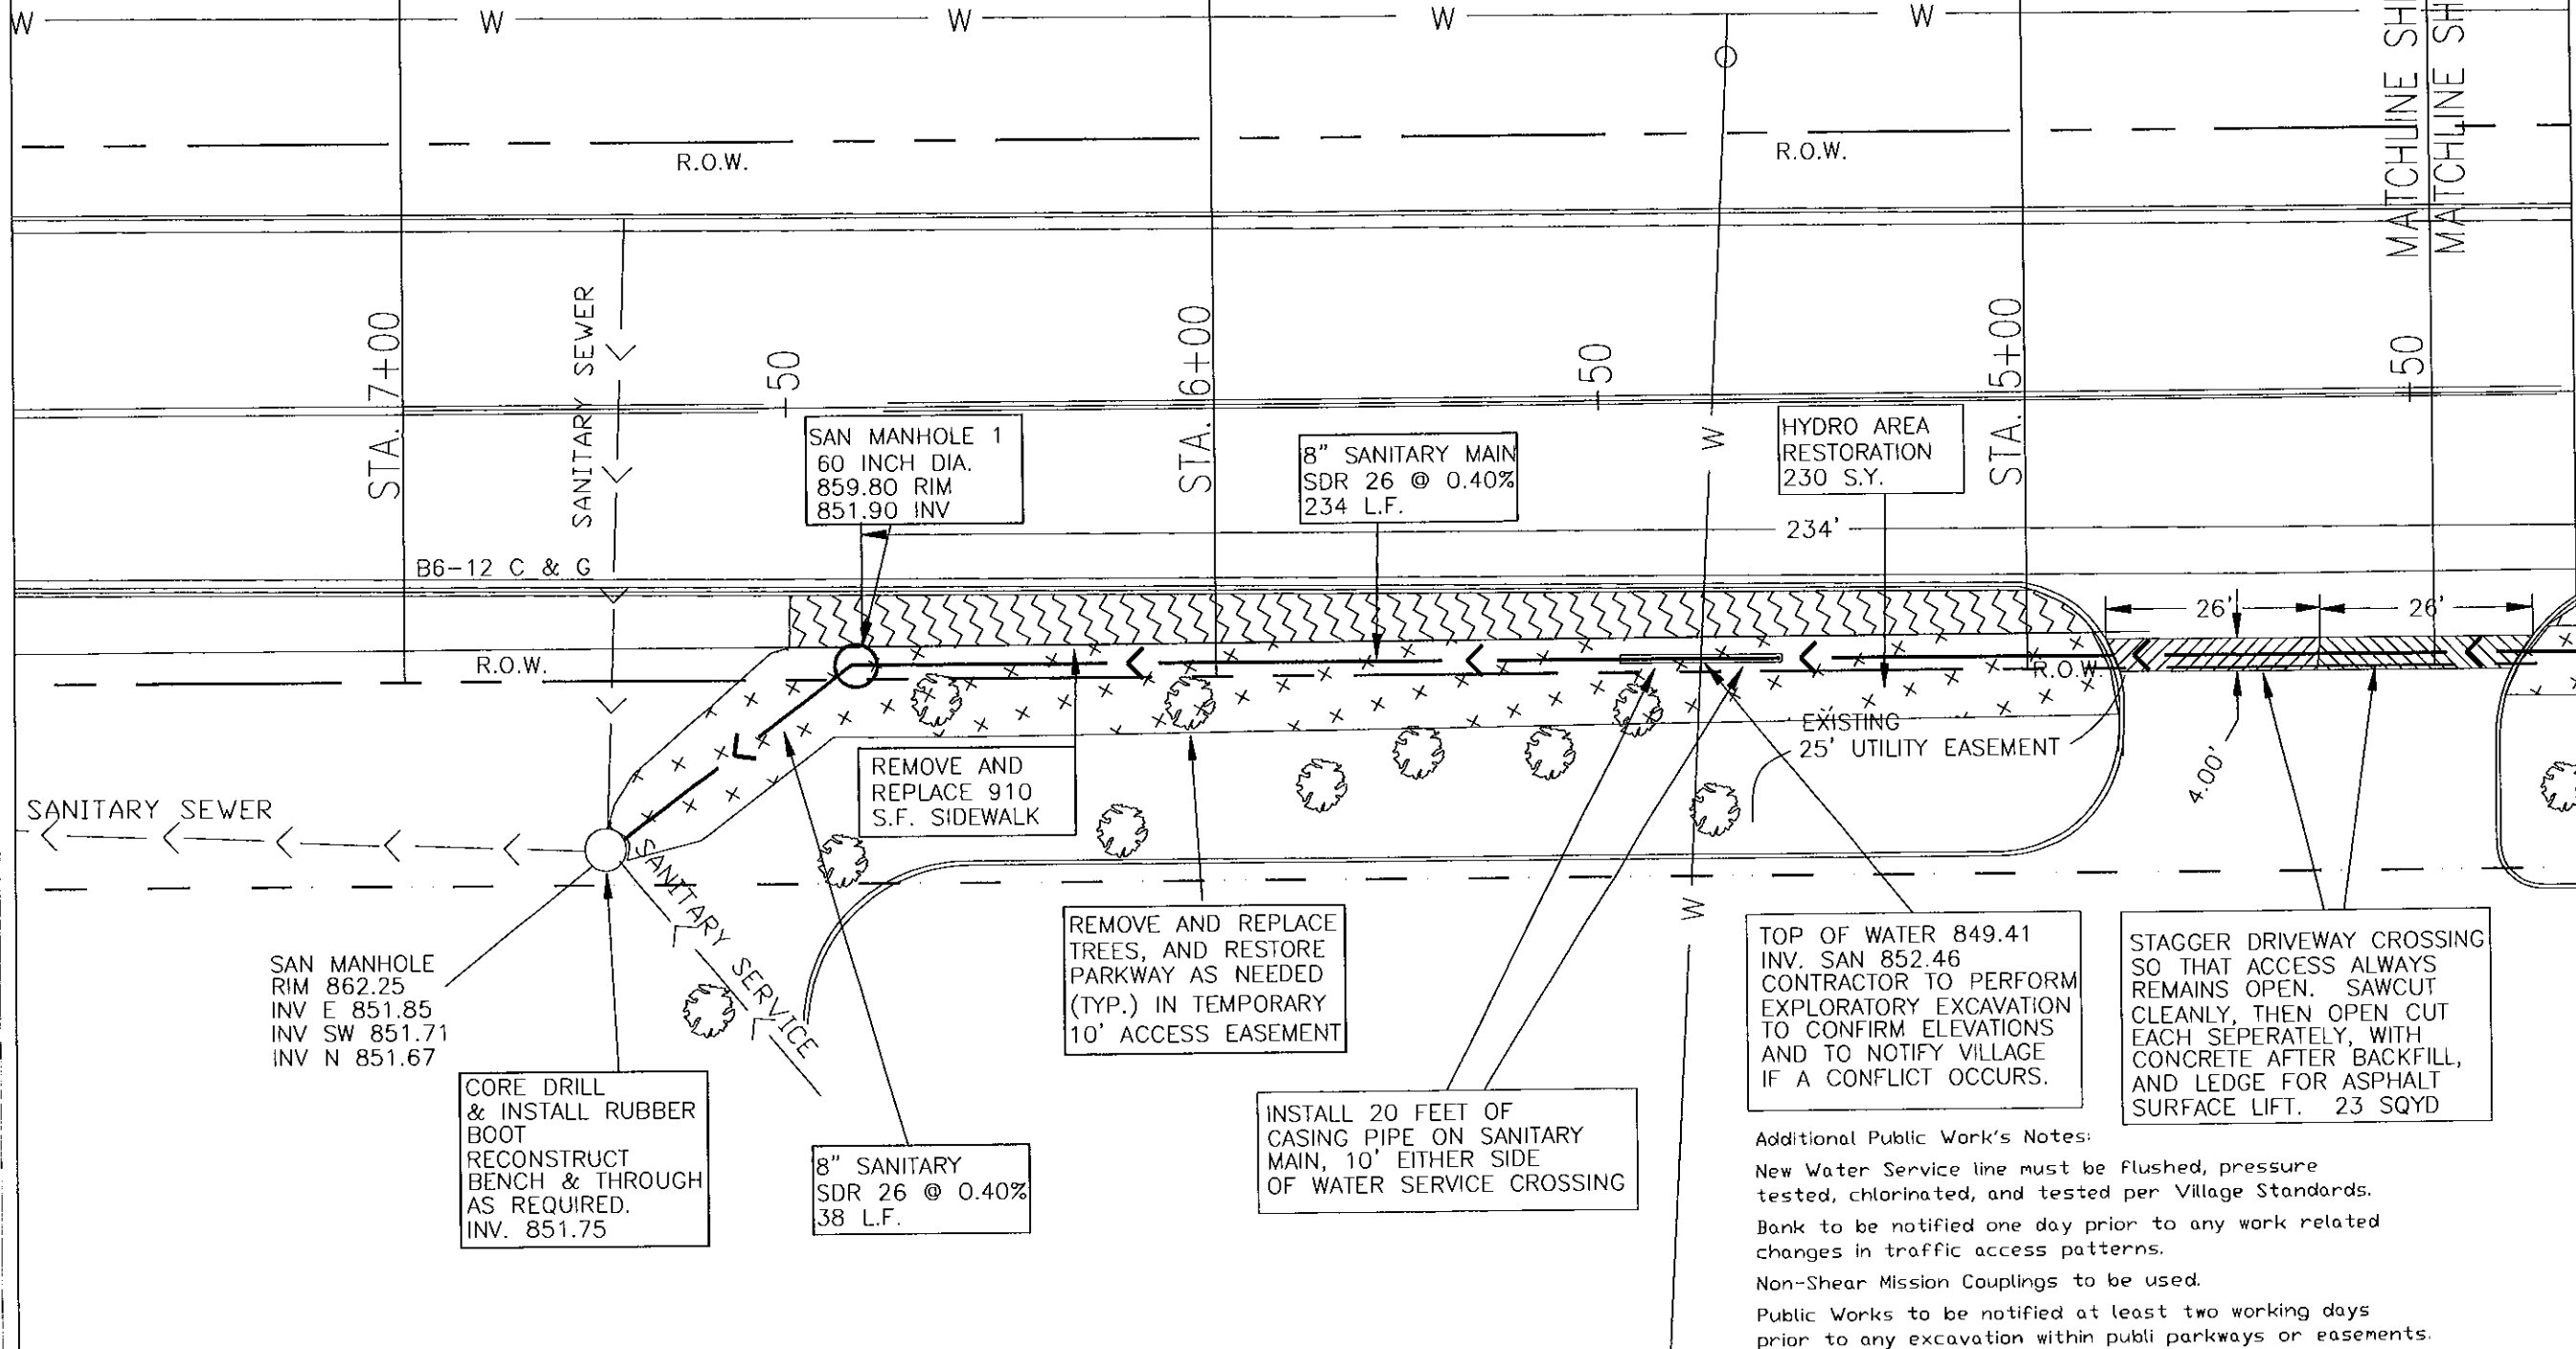 W
W
W
W
W
MATCHLINE
MATCHLINE
R.O.W.
R.O.W.
STA. 7+00
SANITARY SEWER
50
STA. 6+00
50
STA. 5+00
50
SAN MANHOLE 1
60 INCH DIA.
859.80 RIM
851.90 INV
8" SANITARY MAIN
SDR 26 @ 0.40%
234 L.F.
W
HYDRO AREA
RESTORATION
230 S.Y.
234'
B6-12 C & G
26'
26'
R.O.W.
R.O.W.
EXISTING
25' UTILITY EASEMENT
4.00'
REMOVE AND
REPLACE 910
S.F. SIDEWALK
SANITARY SEWER
SANITARY SERVICE
W
SAN MANHOLE
RIM 862.25
INV E 851.85
INV SW 851.71
INV N 851.67
REMOVE AND REPLACE
TREES, AND RESTORE
PARKWAY AS NEEDED
(TYP.) IN TEMPORARY
10' ACCESS EASEMENT
TOP OF WATER 849.41
INV. SAN 852.46
CONTRACTOR TO PERFORM
EXPLORATORY EXCAVATION
TO CONFIRM ELEVATIONS
AND TO NOTIFY VILLAGE
IF A CONFLICT OCCURS.
STAGGER DRIVEWAY CROSSING
SO THAT ACCESS ALWAYS
REMAINS OPEN. SAWCUT
CLEANLY, THEN OPEN CUT
EACH SEPERATELY, WITH
CONCRETE AFTER BACKFILL,
AND LEDGE FOR ASPHALT
SURFACE LIFT. 23 SQYD
CORE DRILL
& INSTALL RUBBER
BOOT
RECONSTRUCT
BENCH & THROUGH
AS REQUIRED.
INV. 851.75
8" SANITARY
SDR 26 @ 0.40%
38 L.F.
INSTALL 20 FEET OF
CASING PIPE ON SANITARY
MAIN, 10' EITHER SIDE
OF WATER SERVICE CROSSING
Additional Public Work's Notes:
New Water Service line must be flushed, pressure
tested, chlorinated, and tested per Village Standards.
Bank to be notified one day prior to any work related
changes in traffic access patterns.
Non-Shear Mission Couplings to be used.
Public Works to be notified at least two working days
prior to any excavation within publi parkways or easements.